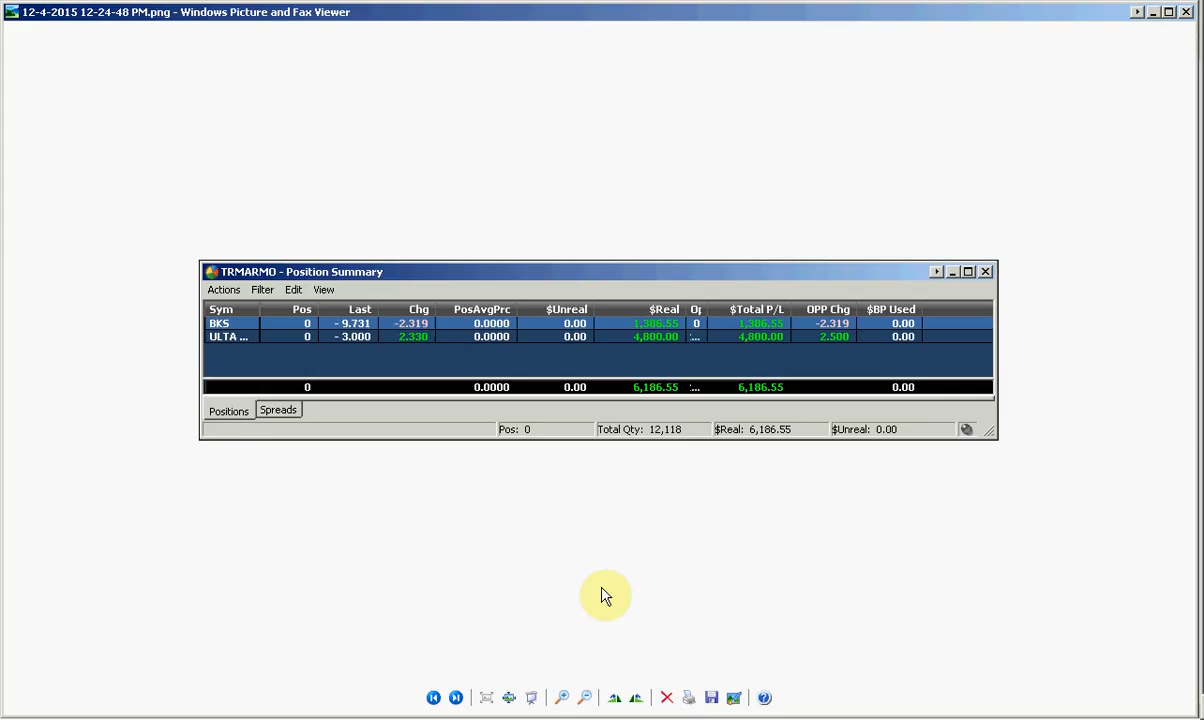 12-4-2015 12-24-48 PM.png - Windows Picture and Fax Viewer
TRMARMO - Position Summary
Actions Filter Edit View
Sym Pos Last Chg PosAvgPrc $Unreal $Real Op $Total P/L OPP Chg $BP Used
BKS 0 - 9.731 -2.319 0.0000 0.00 1,386.55 0 1,386.55 -2.319 0.00
ULTA ... 0 - 3.000 2.330 0.0000 0.00 4,800.00 :... 4,800.00 2.500 0.00
0 0.0000 0.00 6,186.55 :... 6,186.55 0.00
Positions Spreads
Pos: 0 Total Qty: 12,118 $Real: 6,186.55 $Unreal: 0.00